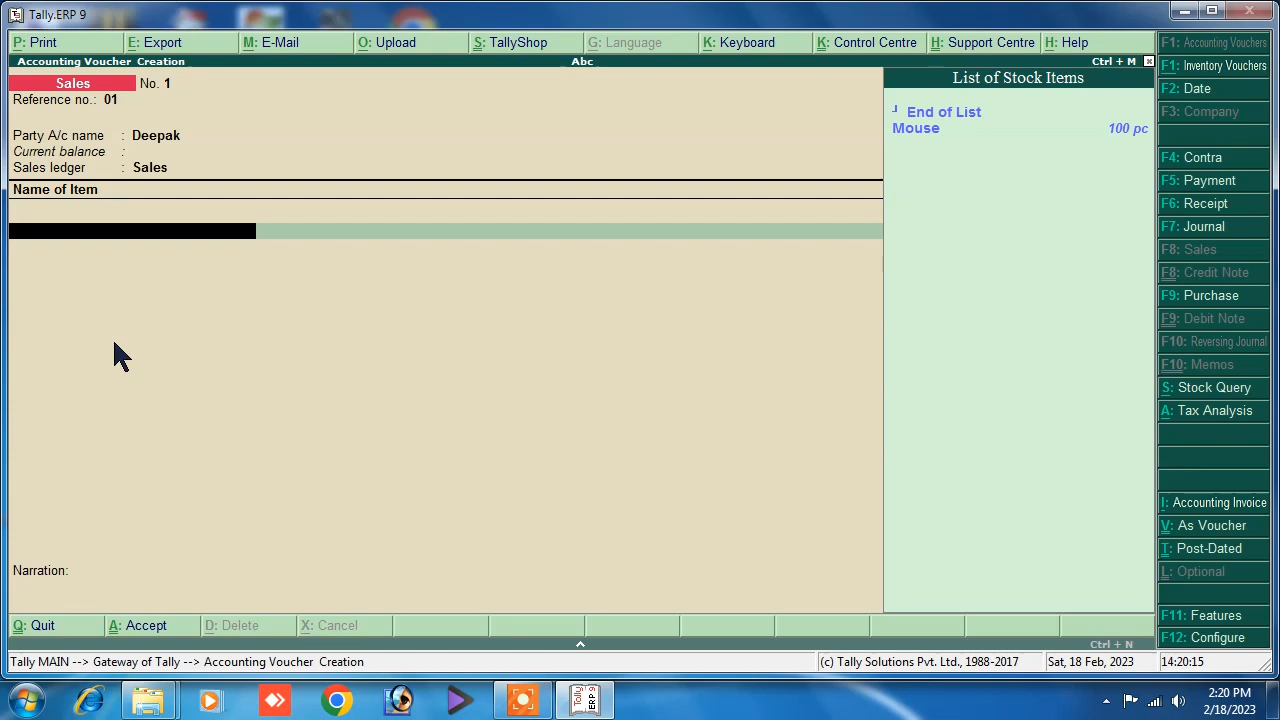 Tally.ERP 9
P: Print
E: Export
M: E-Mail
O: Upload
S: TallyShop
G: Language
K: Keyboard
K: Control Centre
H: Support Centre
H: Help
Accounting Voucher Creation
Abc
Ctrl + M
Sales
No. 1
Reference no.: 01
Party A/c name : Deepak
Current balance :
Sales ledger : Sales
Name of Item
Narration:
List of Stock Items
End of List
Mouse 100 pc
F1: Accounting Vouchers
F1: Inventory Vouchers
F2: Date
F3: Company
F4: Contra
F5: Payment
F6: Receipt
F7: Journal
F8: Sales
F8: Credit Note
F9: Purchase
F9: Debit Note
F10: Reversing Journal
F10: Memos
S: Stock Query
A: Tax Analysis
I: Accounting Invoice
V: As Voucher
T: Post-Dated
L: Optional
F11: Features
F12: Configure
Q: Quit
A: Accept
D: Delete
X: Cancel
Ctrl + N
Tally MAIN --> Gateway of Tally --> Accounting Voucher Creation
(c) Tally Solutions Pvt. Ltd., 1988-2017
Sat, 18 Feb, 2023
14:20:15
2:20 PM
2/18/2023